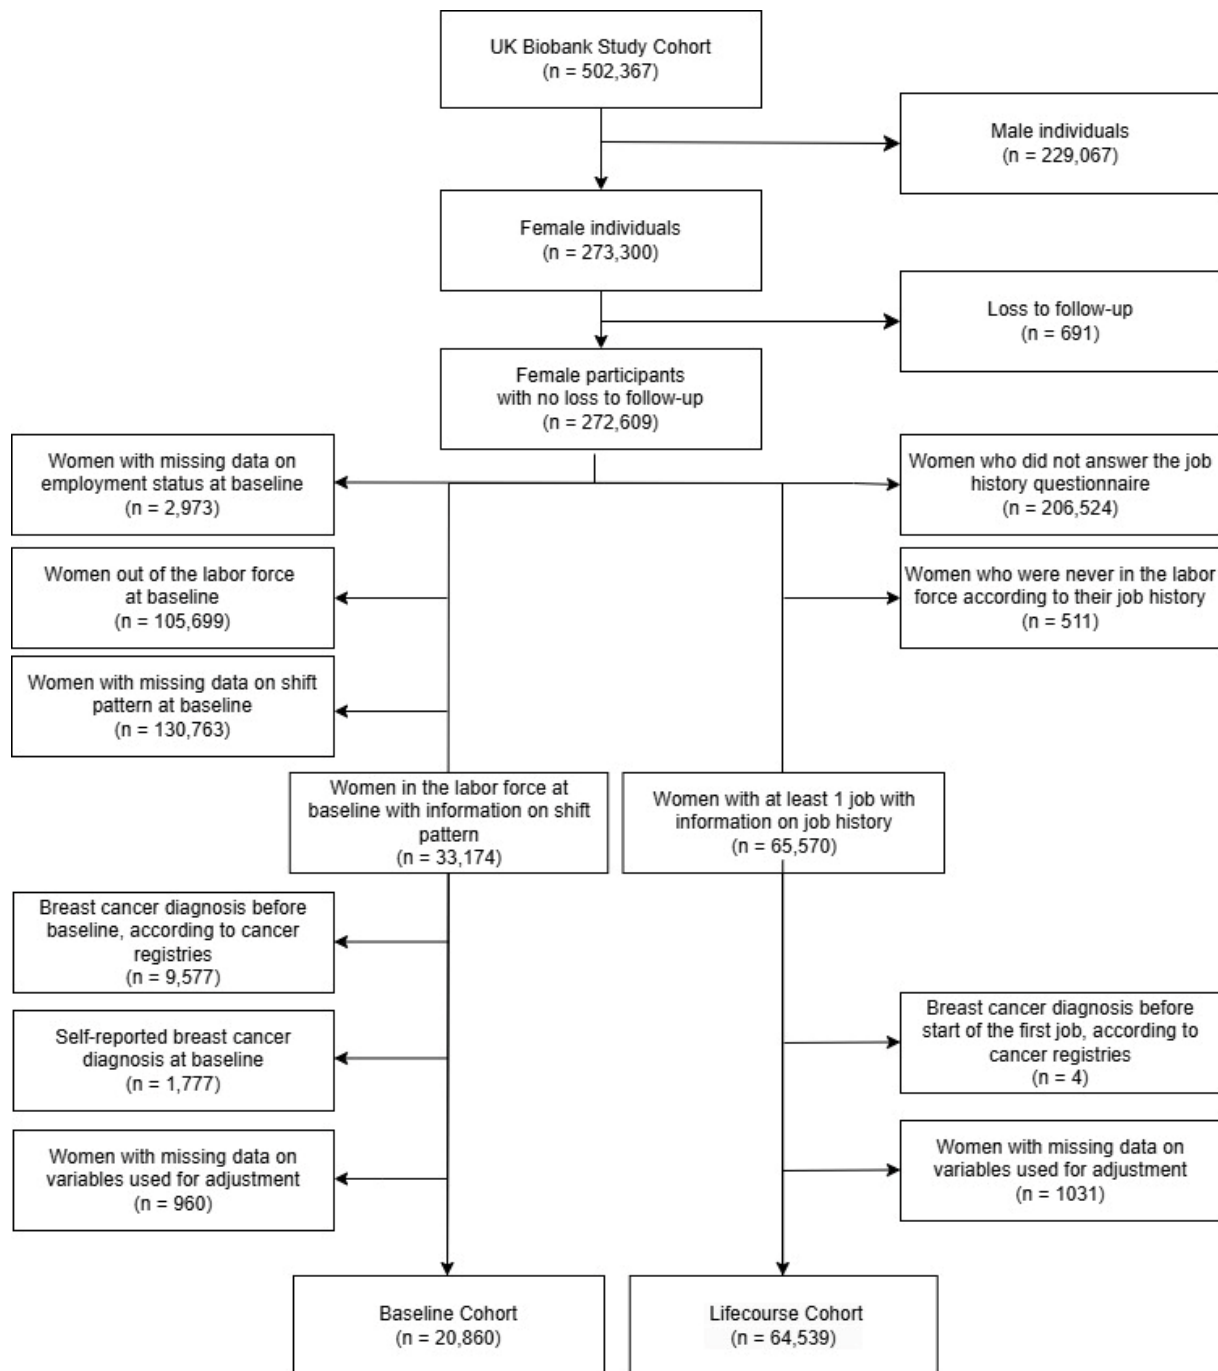 UK Biobank Study Cohort
(n = 502,367)
Male individuals
(n = 229,067)
Female individuals
(n = 273,300)
Loss to follow-up
(n = 691)
Female participants
with no loss to follow-up
(n = 272,609)
Women with missing data on
employment status at baseline
(n = 2,973)
Women who did not answer the job
history questionnaire
(n = 206,524)
Women out of the labor force
at baseline
(n = 105,699)
Women who were never in the labor
force according to their job history
(n = 511)
Women with missing data on shift
pattern at baseline
(n = 130,763)
Women in the labor force at
baseline with information on shift
pattern
(n = 33,174)
Women with at least 1 job with
information on job history
(n = 65,570)
Breast cancer diagnosis before
baseline, according to cancer
registries
(n = 9,577)
Breast cancer diagnosis before
start of the first job, according to
cancer registries
(n = 4)
Self-reported breast cancer
diagnosis at baseline
(n = 1,777)
Women with missing data on
variables used for adjustment
(n = 960)
Women with missing data on
variables used for adjustment
(n = 1031)
Baseline Cohort
(n = 20,860)
Lifecourse Cohort
(n = 64,539)